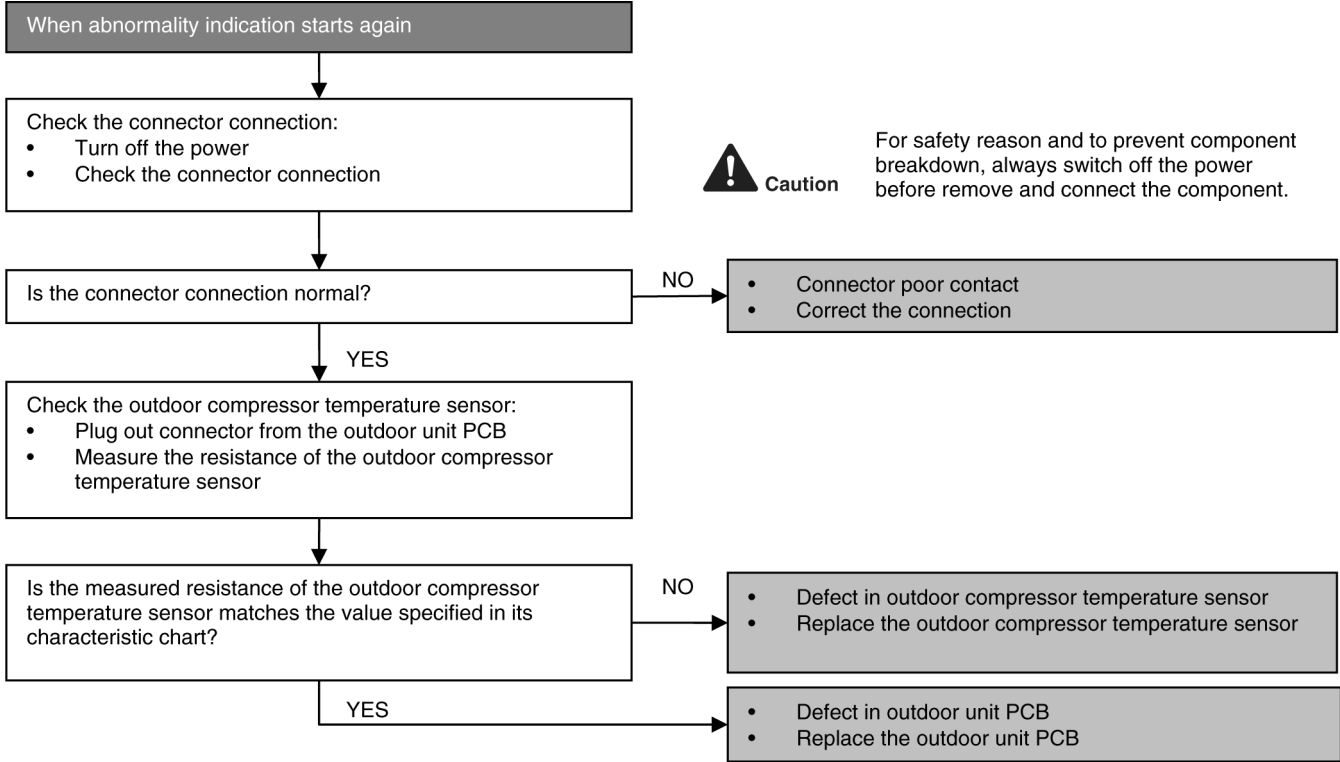 When abnormality indication starts again
Check the connector connection:
• Turn off the power
• Check the connector connection
Caution
For safety reason and to prevent component
breakdown, always switch off the power
before remove and connect the component.
Is the connector connection normal?
NO
• Connector poor contact
• Correct the connection
YES
Check the outdoor compressor temperature sensor:
• Plug out connector from the outdoor unit PCB
• Measure the resistance of the outdoor compressor
temperature sensor
Is the measured resistance of the outdoor compressor
temperature sensor matches the value specified in its
characteristic chart?
NO
• Defect in outdoor compressor temperature sensor
• Replace the outdoor compressor temperature sensor
YES
• Defect in outdoor unit PCB
• Replace the outdoor unit PCB